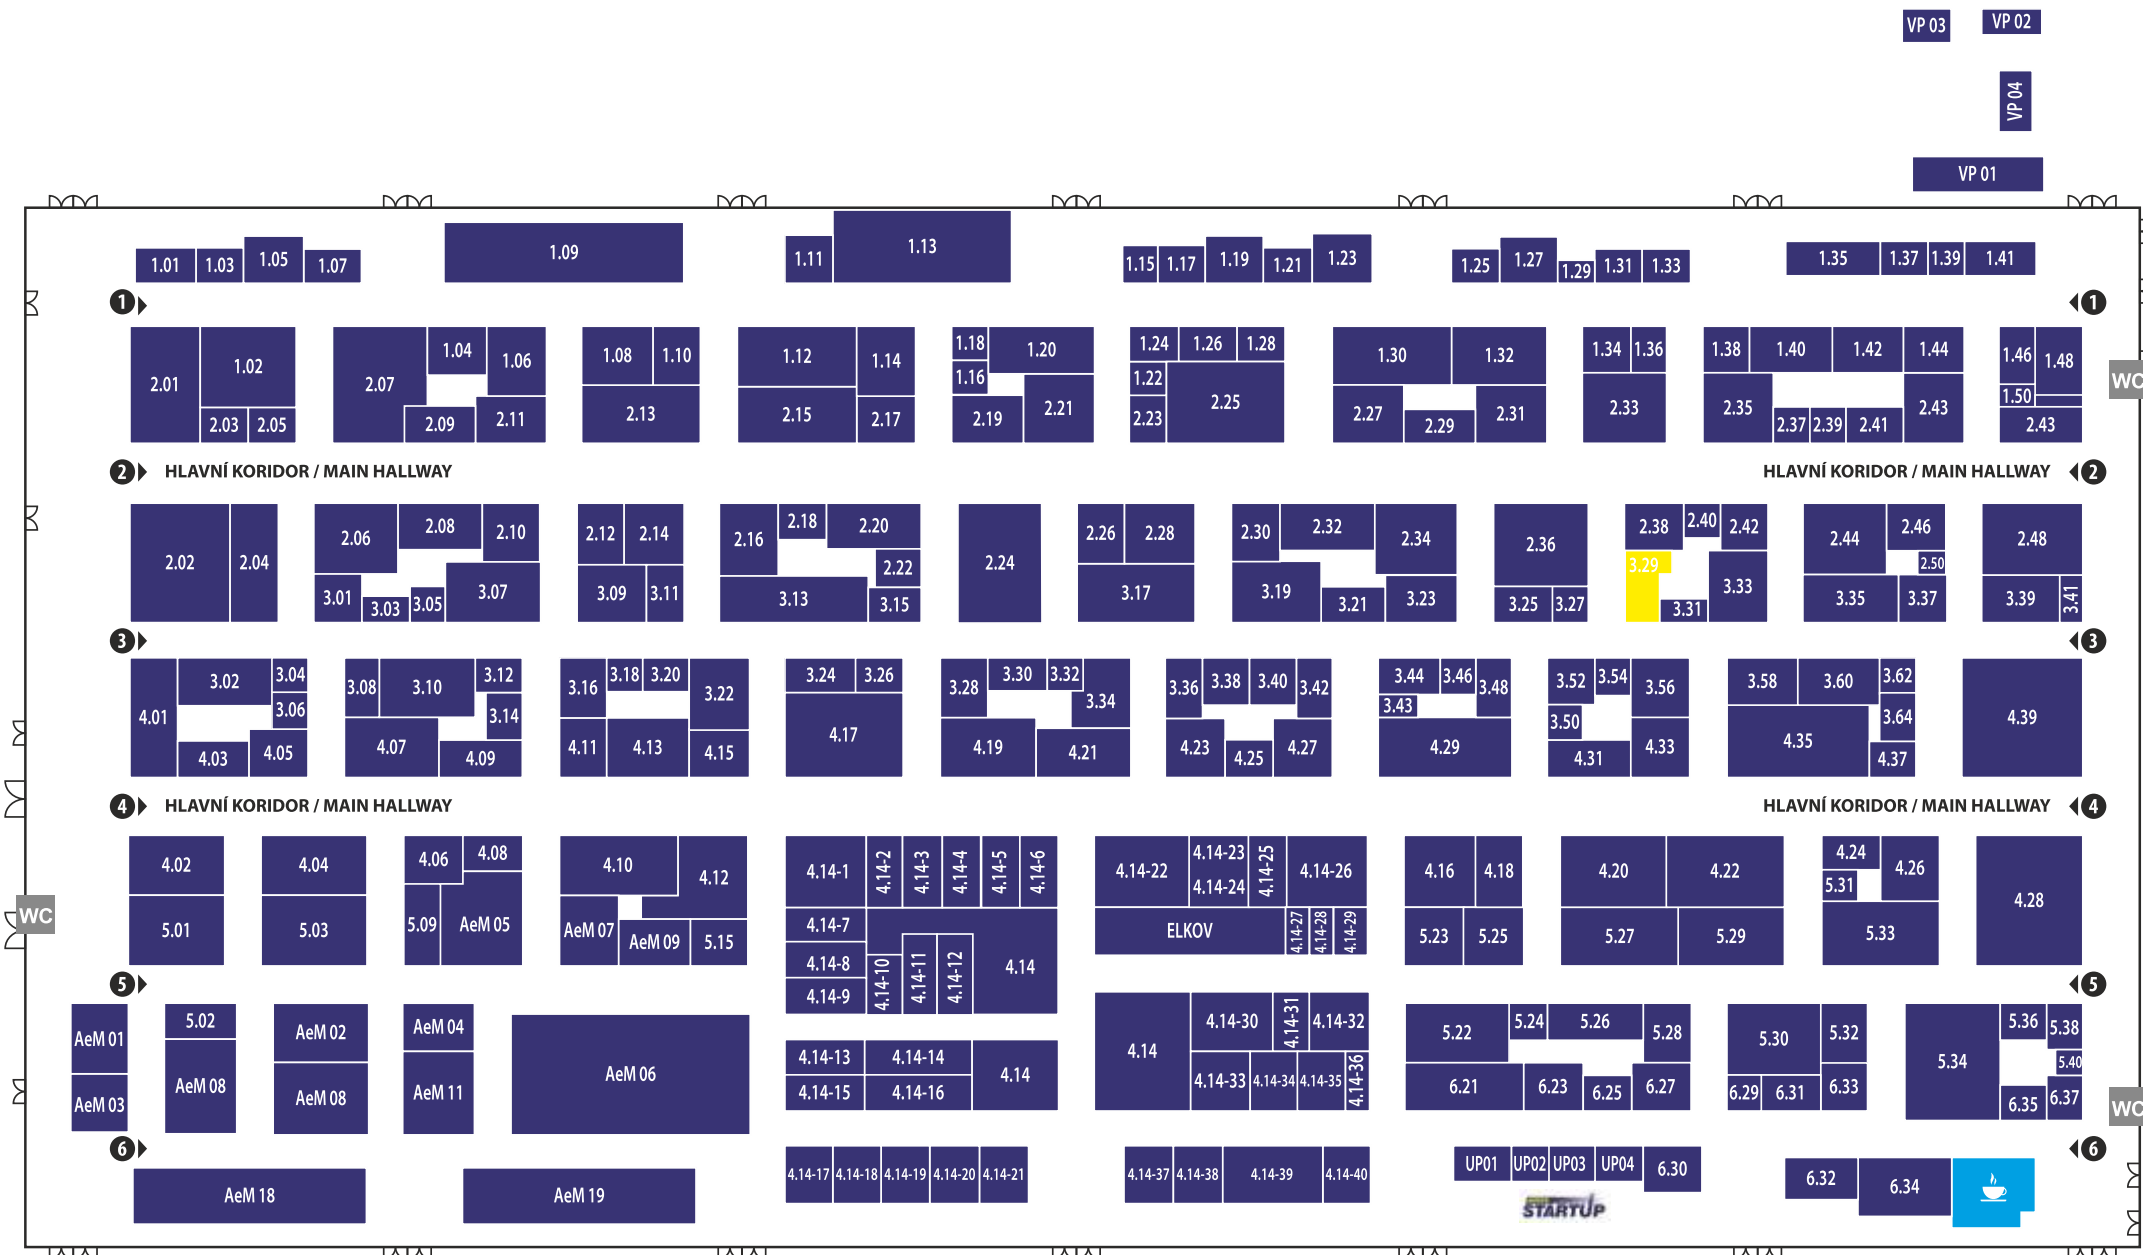 VP 03 VP 02
VP 04
VP 01
1.01 1.03 1.05 1.07 1.09 1.11 1.13 1.15 1.17 1.19 1.21 1.23 1.25 1.27 1.29 1.31 1.33 1.35 1.37 1.39 1.41
1 1
2.01 1.02 2.07 1.04 1.06 1.08 1.10 1.12 1.14 1.18 1.20 1.24 1.26 1.28 1.30 1.32 1.34 1.36 1.38 1.40 1.42 1.44 1.46 1.48
1.16 1.22 1.50 WC
2.03 2.05 2.09 2.11 2.13 2.15 2.17 2.19 2.21 2.23 2.25 2.27 2.29 2.31 2.33 2.35 2.37 2.39 2.41 2.43 2.43
2 HLAVNÍ KORIDOR / MAIN HALLWAY HLAVNÍ KORIDOR / MAIN HALLWAY 2
2.02 2.04 2.06 2.08 2.10 2.12 2.14 2.16 2.18 2.20 2.24 2.26 2.28 2.30 2.32 2.34 2.36 2.38 2.40 2.42 2.44 2.46 2.48
2.22 3.29 2.50
3.01 3.03 3.05 3.07 3.09 3.11 3.13 3.15 3.17 3.19 3.21 3.23 3.25 3.27 3.31 3.33 3.35 3.37 3.39 3.41
3 3
4.01 3.02 3.04 3.08 3.10 3.12 3.16 3.18 3.20 3.22 3.24 3.26 3.28 3.30 3.32 3.34 3.36 3.38 3.40 3.42 3.44 3.46 3.48 3.52 3.54 3.56 3.58 3.60 3.62 4.39
3.06 3.14 3.43 3.50 3.64
4.03 4.05 4.07 4.09 4.11 4.13 4.15 4.17 4.19 4.21 4.23 4.25 4.27 4.29 4.31 4.33 4.35 4.37
4 HLAVNÍ KORIDOR / MAIN HALLWAY HLAVNÍ KORIDOR / MAIN HALLWAY 4
4.02 4.04 4.06 4.08 4.10 4.12 4.14-1 4.14-2 4.14-3 4.14-4 4.14-5 4.14-6 4.14-22 4.14-23 4.14-24 4.14-25 4.14-26 4.16 4.18 4.20 4.22 4.24 4.26 4.28
WC 5.01 5.03 5.09 AeM 05 AeM 07 AeM 09 5.15 4.14-7 ELKOV 4.14-27 4.14-28 4.14-29 5.23 5.25 5.27 5.29 5.31 5.33
4.14-8 4.14-9 4.14-10 4.14-11 4.14-12 4.14
5 5
AeM 01 5.02 AeM 02 AeM 04 AeM 06 4.14 4.14-30 4.14-31 4.14-32 5.22 5.24 5.26 5.28 5.30 5.32 5.34 5.36 5.38
AeM 03 AeM 08 AeM 08 AeM 11 4.14-13 4.14-14 4.14 4.14-33 4.14-34 4.14-35 4.14-36 6.21 6.23 6.25 6.27 6.29 6.31 6.33 6.35 5.40 6.37 WC
4.14-15 4.14-16
6 6
AeM 18 AeM 19 4.14-17 4.14-18 4.14-19 4.14-20 4.14-21 4.14-37 4.14-38 4.14-39 4.14-40 UP01 UP02 UP03 UP04 6.30 6.32 6.34
STARTUP